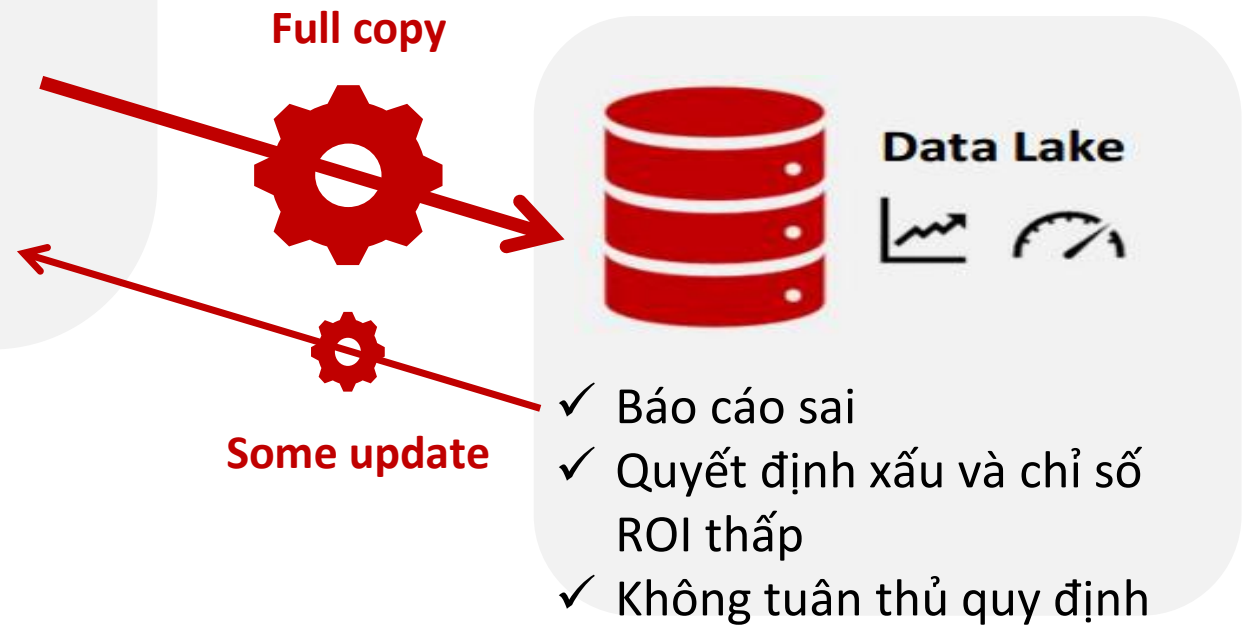 Full copy
Data Lake
Some update
✓ Báo cáo sai
✓ Quyết định xấu và chỉ số
ROI thấp
✓ Không tuân thủ quy định